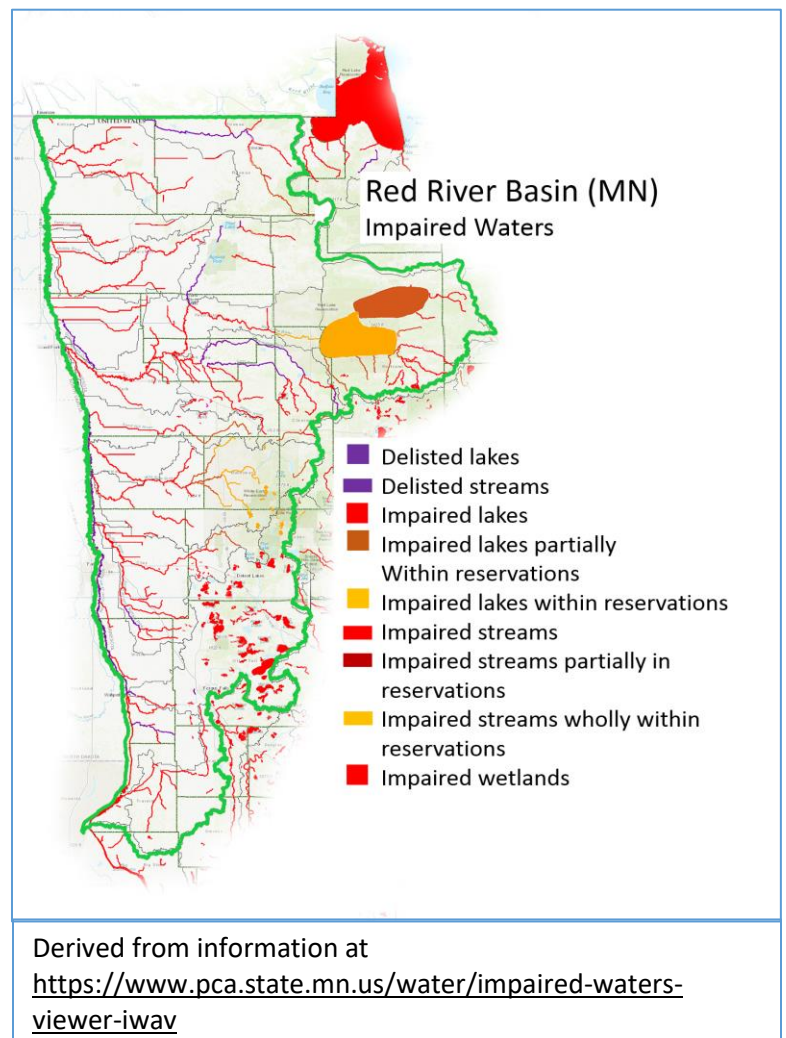 UNITED STATES
Red River Basin (MN)
Impaired Waters
Delisted lakes
Delisted streams
Impaired lakes
Impaired lakes partially
Within reservations
Impaired lakes within reservations
Impaired streams
Impaired streams partially in
reservations
Impaired streams wholly within
reservations
Impaired wetlands
Derived from information at
https://www.pca.state.mn.us/water/impaired-waters-
viewer-iwav